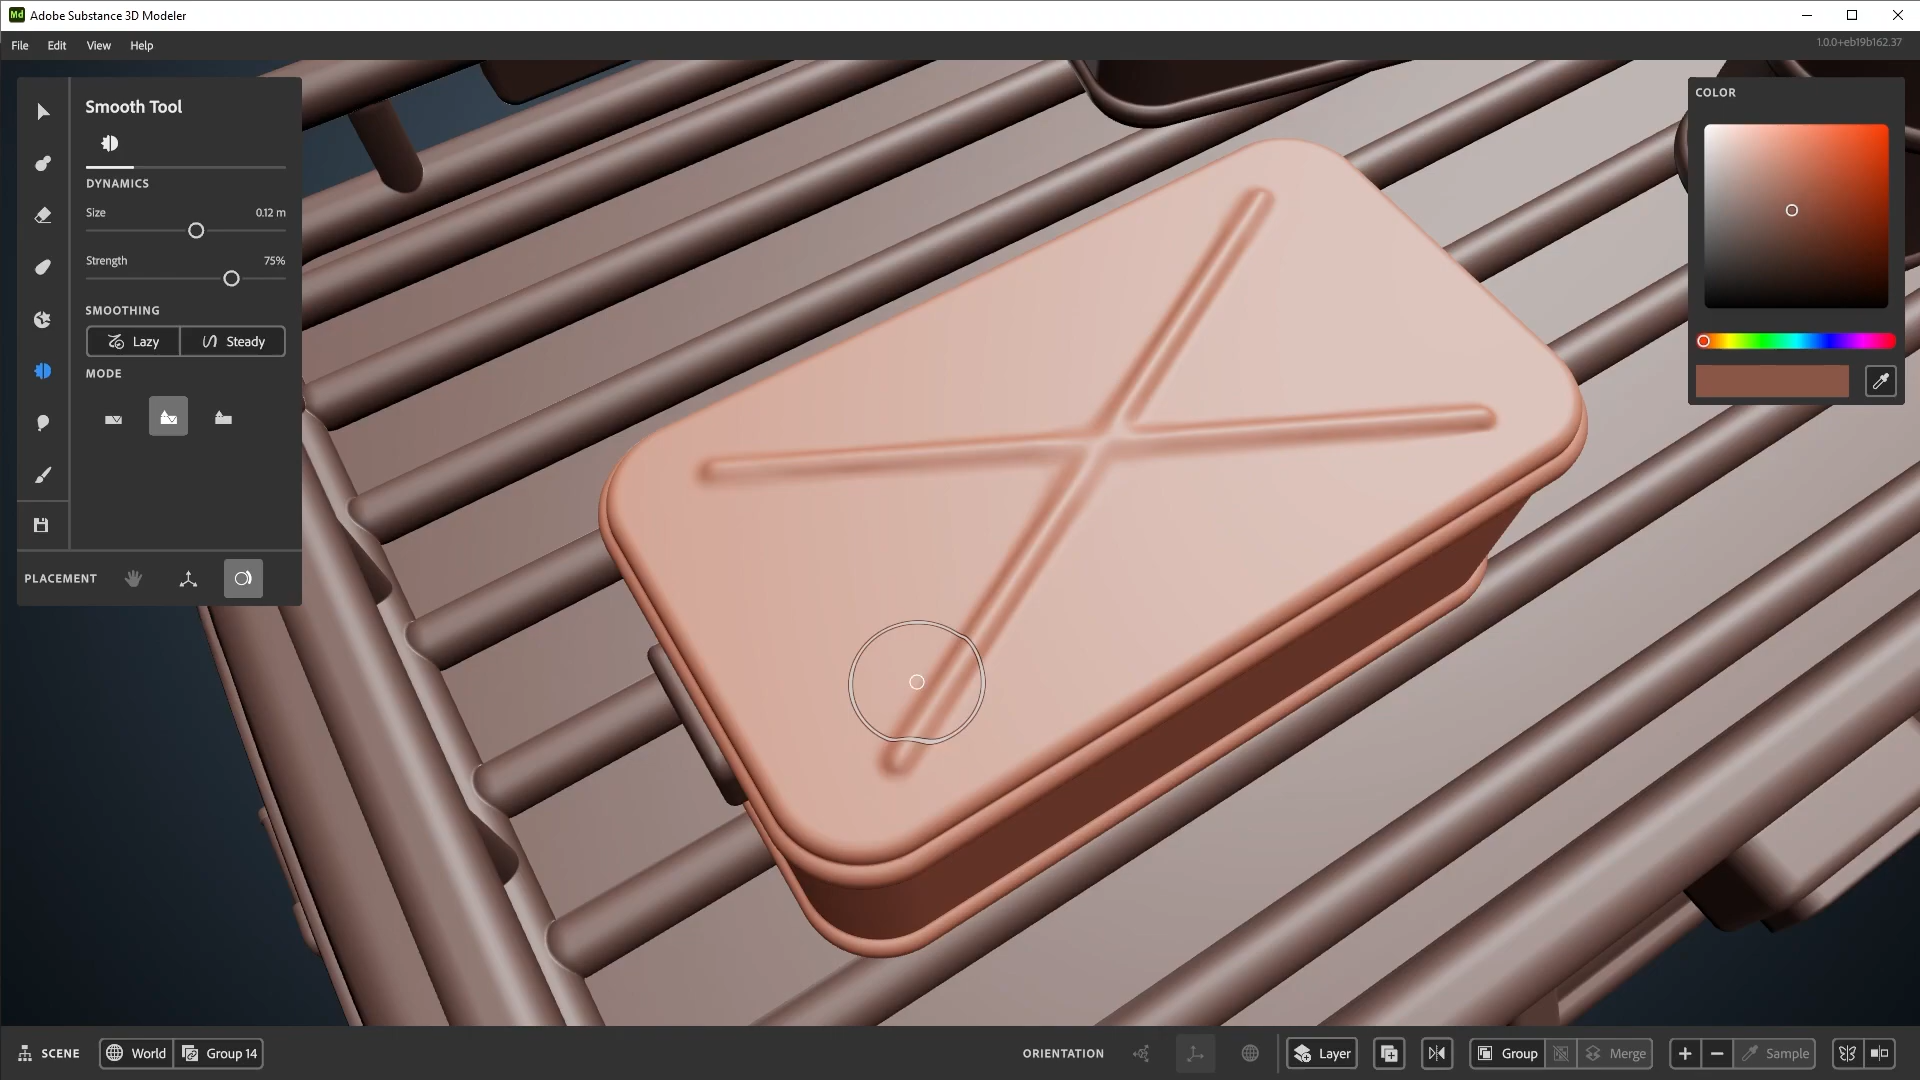 Md Adobe Substance 3D Modeler
File Edit View Help
1.0.0+eb19b162.37
Smooth Tool
DYNAMICS
Size 0.12 m
Strength 75%
SMOOTHING
Lazy Steady
MODE
PLACEMENT
COLOR
SCENE World Group 14 ORIENTATION Layer Group Merge Sample